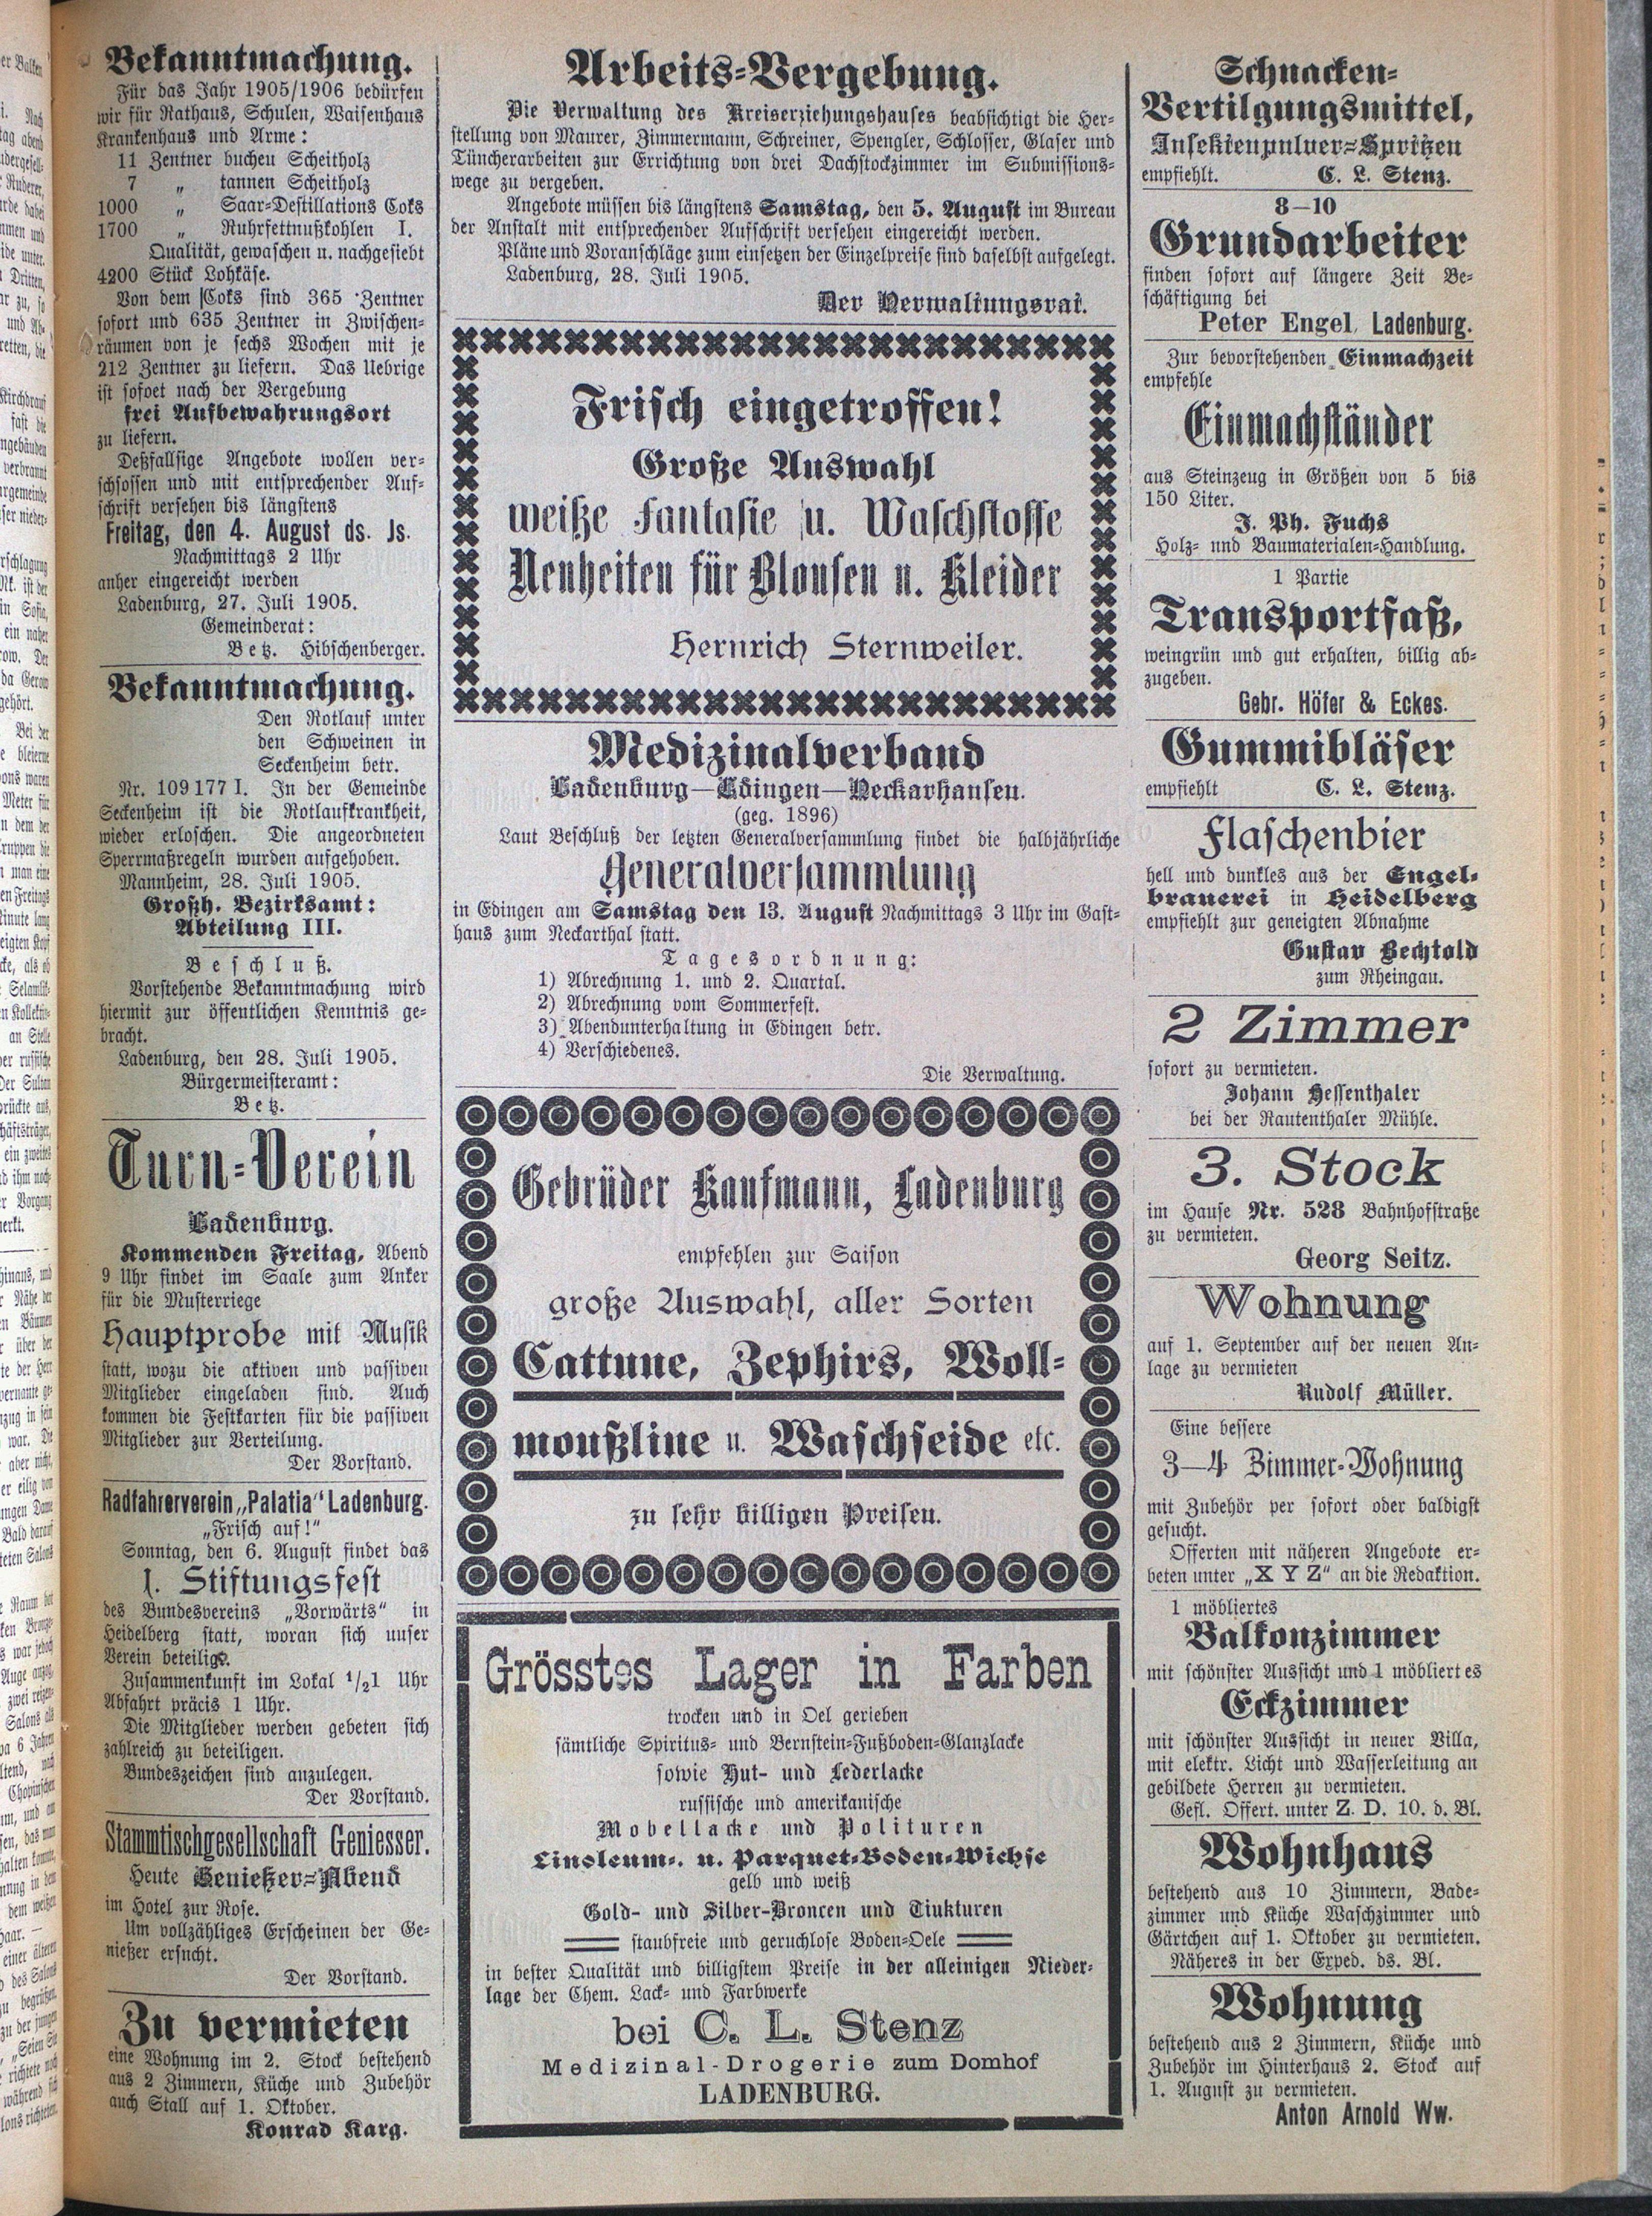 Bekanntmachung.
Für das Jahr 1905/1906 bedürfen
wir für Rathaus, Schulen, Waisenhaus
Krankenhaus und Arme:
11 Zentner buchen Scheitholz
7 „ tannen Scheitholz
1000 „ Saar-Destillations Coks
1700 „ Ruhrfettnußkohlen I.
Qualität, gewaschen u. nachgesiebt
4200 Stück Lohkäse.
Von dem Coks sind 365 Zentner
sofort und 635 Zentner in Zwischen-
räumen von je sechs Wochen mit je
212 Zentner zu liefern. Das Uebrige
ist sofoet nach der Vergebung
frei Aufbewahrungsort
zu liefern.
Deßfallsige Angebote wollen ver-
schsossen und mit entsprechender Auf-
schrift versehen bis längstens
Freitag, den 4. August ds. Js.
Nachmittags 2 Uhr
anher eingereicht werden
Ladenburg, 27. Juli 1905.
Gemeinderat:
Betz. Hibschenberger.
Bekanntmachung.
Den Rotlauf unter
den Schweinen in
Seckenheim betr.
Nr. 109177 I. In der Gemeinde
Seckenheim ist die Rotlaufkrankheit,
wieder erloschen. Die angeordneten
Sperrmaßregeln wurden aufgehoben.
Mannheim, 28. Juli 1905.
Großh. Bezirksamt:
Abteilung III.
Beschluß.
Vorstehende Bekanntmachung wird
hiermit zur öffentlichen Kenntnis ge-
bracht.
Ladenburg, den 28. Juli 1905.
Bürgermeisteramt:
Betz.
Turn-Verein
Ladenburg.
Kommenden Freitag, Abend
9 Uhr findet im Saale zum Anker
für die Musterriege
Hauptprobe mit Musik
statt, wozu die aktiven und passiven
Mitglieder eingeladen sind. Auch
kommen die Festkarten für die passiven
Mitglieder zur Verteilung.
Der Vorstand.
Radfahrerverein „Palatia" Ladenburg.
„Frisch auf!"
Sonntag, den 6. August findet das
1. Stiftungsfest
des Bundesvereins „Vorwärts" in
Heidelberg statt, woran sich unser
Verein beteiligt.
Zusammenkunft im Lokal 1/2 1 Uhr
Abfahrt präcis 1 Uhr.
Die Mitglieder werden gebeten sich
zahlreich zu beteiligen.
Bundeszeichen sind anzulegen.
Der Vorstand.
Stammtischgesellschaft Geniesser.
Heute Genießer=Abend
im Hotel zur Rose.
Um vollzähliges Erscheinen der Ge-
nießer ersucht.
Der Vorstand.
Zu vermieten
eine Wohnung im 2. Stock bestehend
aus 2 Zimmern, Küche und Zubehör
auch Stall auf 1. Oktober.
Konrad Karg.
Arbeits=Vergebung.
Die Verwaltung des Kreiserziehungshauses beabsichtigt die Her-
stellung von Maurer, Zimmermann, Schreiner, Spengler, Schlosser, Glaser und
Tüncherarbeiten zur Errichtung von drei Dachstockzimmer im Submissions-
wege zu vergeben.
Angebote müssen bis längstens Samstag, den 5. August im Bureau
der Anstalt mit entsprechender Aufschrift versehen eingereicht werden.
Pläne und Voranschläge zum einsetzen der Einzelpreise sind daselbst aufgelegt.
Ladenburg, 28. Juli 1905.
Der Verwaltungsrat.
Frisch eingetroffen!
Große Auswahl
weiße Fantasie u. Waschstoffe
Neuheiten für Blousen u. Kleider
Hernrich Sternweiler.
Medizinalverband
Ladenburg—Edingen—Neckarhausen.
(geg. 1896)
Laut Beschluß der letzten Generalversammlung findet die halbjährliche
Generalversammlung
in Edingen am Samstag den 13. August Nachmittags 3 Uhr im Gast-
haus zum Neckarthal statt.
Tagesordnung:
1) Abrechnung 1. und 2. Quartal.
2) Abrechnung vom Sommerfest.
3) Abendunterhaltung in Edingen betr.
4) Verschiedenes.
Die Verwaltung.
Gebrüder Kaufmann, Ladenburg
empfehlen zur Saison
große Auswahl, aller Sorten
Cattune, Zephirs, Woll-
moußline u. Waschseide etc.
zu sehr billigen Preisen.
Grösstes Lager in Farben
trocken und in Oel gerieben
sämtliche Spiritus- und Bernstein-Fußboden-Glanzlacke
sowie Hut- und Lederlacke
russische und amerikanische
Mobellacke und Polituren
Linoleum-. u. Parquet-Boden-Wichse
gelb und weiß
Gold- und Silber-Broncen und Tinkturen
staubfreie und geruchlose Boden-Oele
in bester Qualität und billigstem Preise in der alleinigen Nieder-
lage der Chem. Lack- und Farbwerke
bei C. L. Stenz
Medizinal-Drogerie zum Domhof
LADENBURG.
Schnacken-
Vertilgungsmittel,
Insektenpulver=Spritzen
empfiehlt. C. L. Stenz.
8—10
Grundarbeiter
finden sofort auf längere Zeit Be-
schäftigung bei
Peter Engel, Ladenburg.
Zur bevorstehenden Einmachzeit
empfehle
Einmachständer
aus Steinzeug in Größen von 5 bis
150 Liter.
J. Ph. Fuchs
Holz- und Baumaterialen-Handlung.
1 Partie
Transportfaß,
weingrün und gut erhalten, billig ab-
zugeben.
Gebr. Höfer & Eckes.
Gummibläser
empfiehlt C. L. Stenz.
Flaschenbier
hell und dunkles aus der Engel-
brauerei in Heidelberg
empfiehlt zur geneigten Abnahme
Gustav Bechtold
zum Rheingau.
2 Zimmer
sofort zu vermieten.
Johann Hessenthaler
bei der Rautenthaler Mühle.
3. Stock
im Hause Nr. 528 Bahnhofstraße
zu vermieten.
Georg Seitz.
Wohnung
auf 1. September auf der neuen An-
lage zu vermieten
Rudolf Müller.
Eine bessere
3—4 Zimmer-Wohnung
mit Zubehör per sofort oder baldigst
gesucht.
Offerten mit näheren Angebote er-
beten unter „X Y Z" an die Redaktion.
1 möbliertes
Balkonzimmer
mit schönster Aussicht und 1 möbliertes
Eckzimmer
mit schönster Aussicht in neuer Villa,
mit elektr. Licht und Wasserleitung an
gebildete Herren zu vermieten.
Gefl. Offert. unter Z. D. 10. d. Bl.
Wohnhaus
bestehend aus 10 Zimmern, Bade-
zimmer und Küche Waschzimmer und
Gärtchen auf 1. Oktober zu vermieten.
Näheres in der Exped. ds. Bl.
Wohnung
bestehend aus 2 Zimmern, Küche und
Zubehör im Hinterhaus 2. Stock auf
1. August zu vermieten.
Anton Arnold Ww.